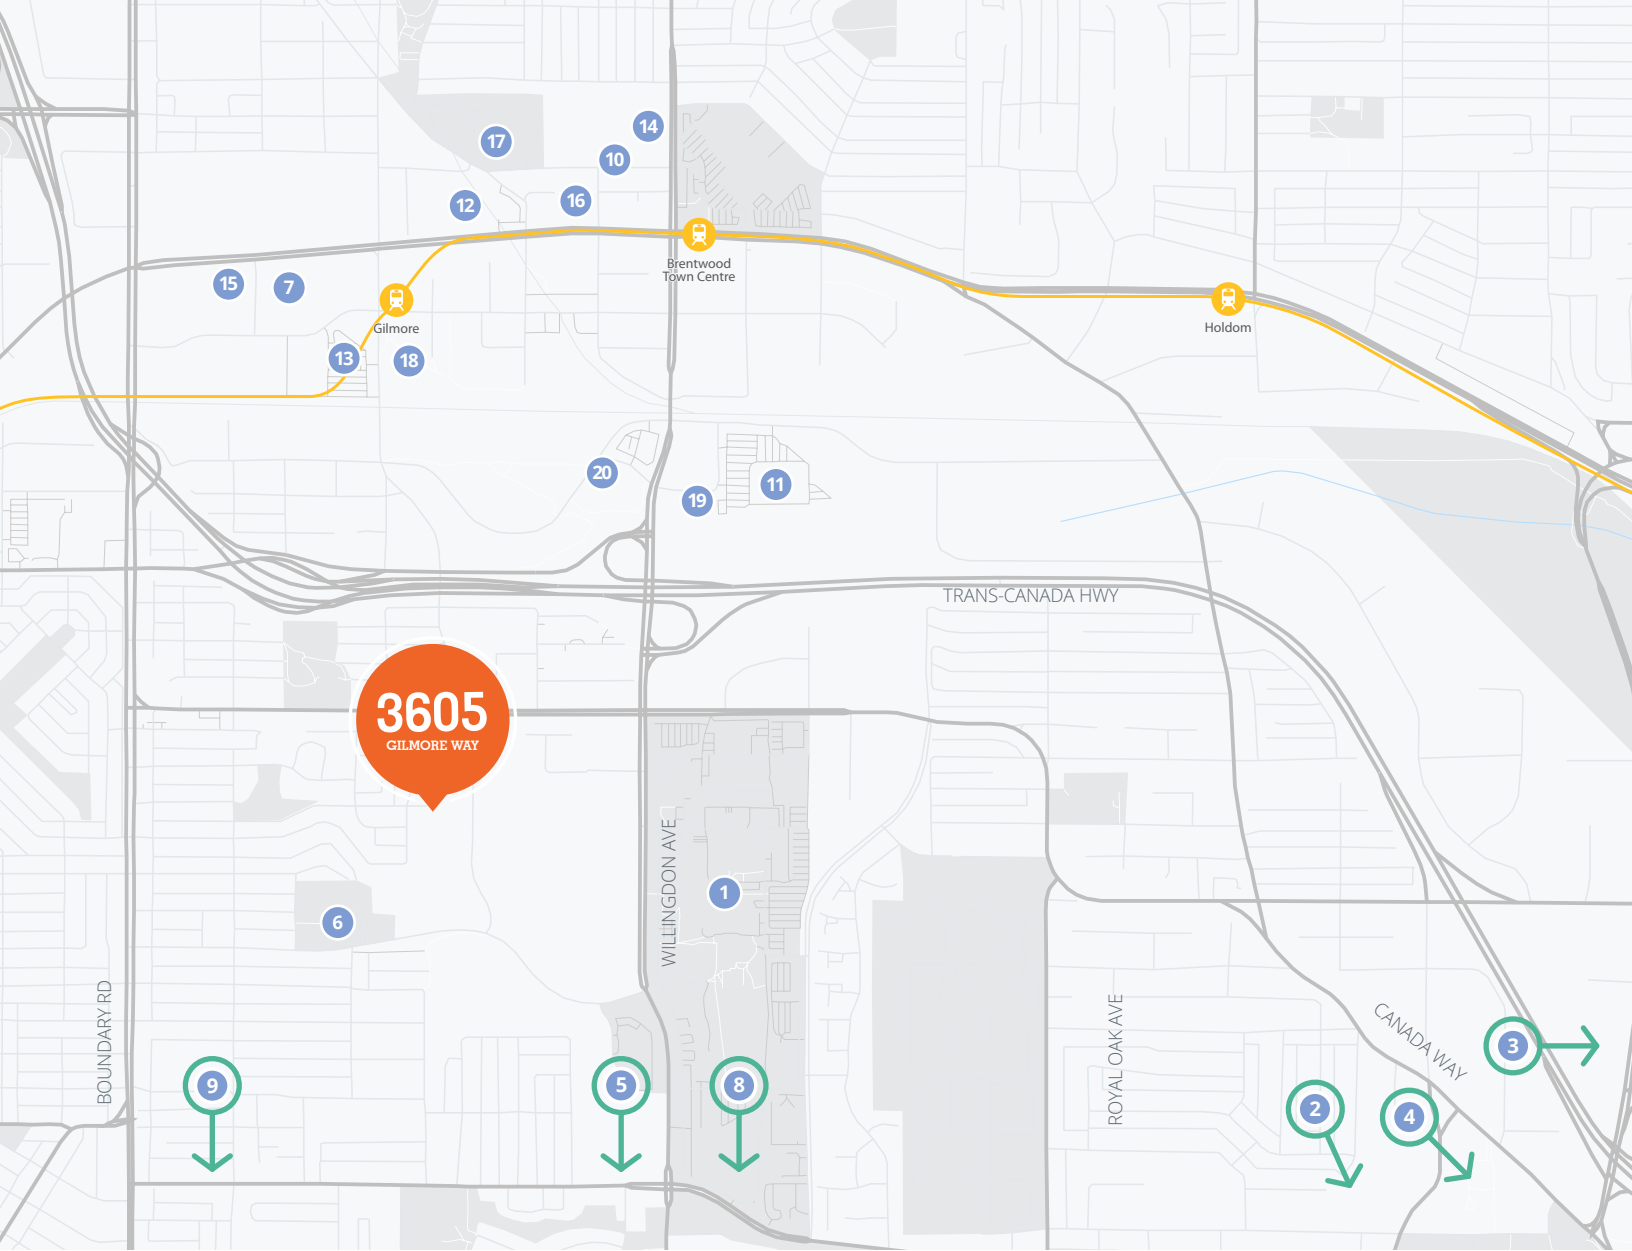 14
17
10
12
16
Brentwood
Town Centre
15
7
Gilmore
Holdom
13
18
20
11
19
TRANS-CANADA HWY
3605
GILMORE WAY
WILLINGDON AVE
1
6
BOUNDARY RD
ROYAL OAK AVE
CANADA WAY
3
9
5
8
2
4